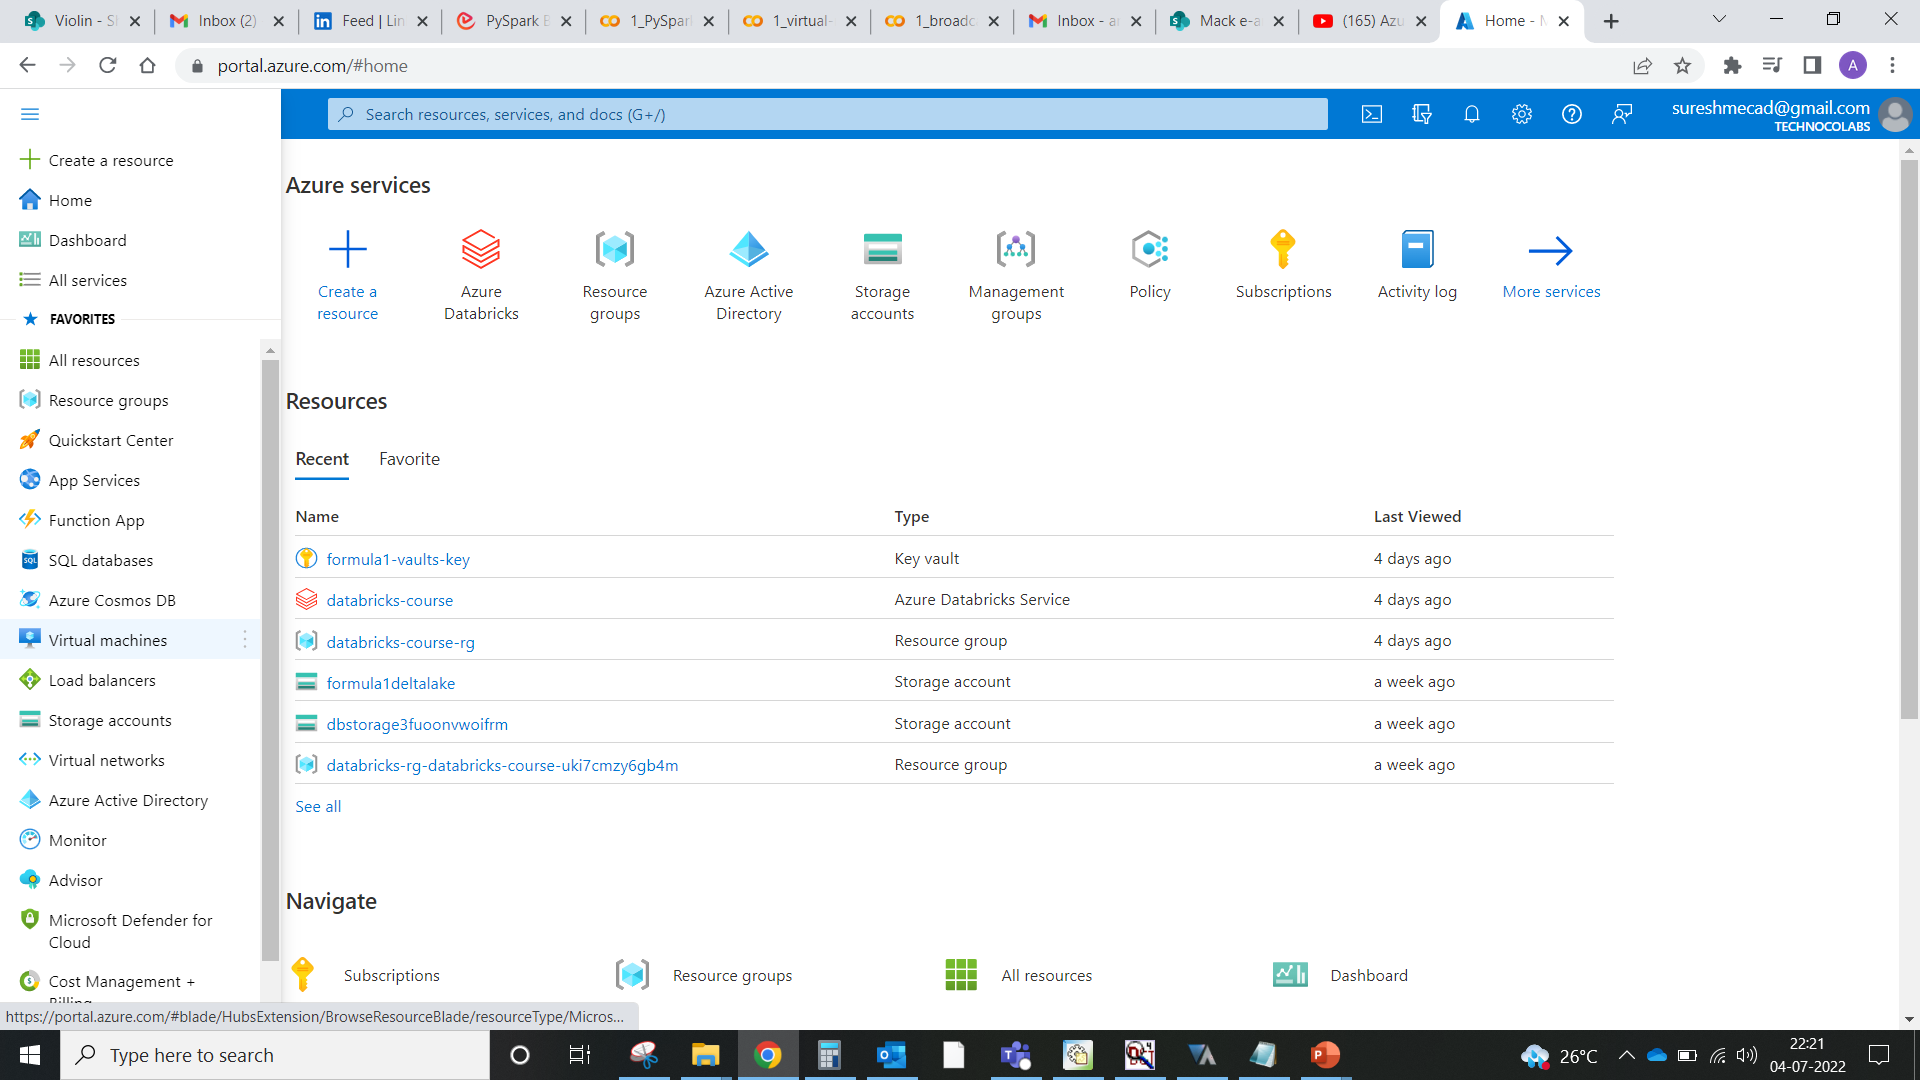 Violin - S
Inbox (2)
Feed | Lin
PySpark B
1_PySpar
1_virtual-
1_broadc
Inbox - a
Mack e-a
(165) Azu
Home - M
portal.azure.com/#home
A
Search resources, services, and docs (G+/)
sureshmecad@gmail.com
TECHNOCOLABS
Create a resource
Home
Dashboard
All services
FAVORITES
All resources
Resource groups
Quickstart Center
App Services
Function App
SQL databases
Azure Cosmos DB
Virtual machines
Load balancers
Storage accounts
Virtual networks
Azure Active Directory
Monitor
Advisor
Microsoft Defender for
Cloud
Cost Management +
Billing
Azure services
Create a
resource
Azure
Databricks
Resource
groups
Azure Active
Directory
Storage
accounts
Management
groups
Policy
Subscriptions
Activity log
More services
Resources
Recent Favorite
Name Type Last Viewed
formula1-vaults-key Key vault 4 days ago
databricks-course Azure Databricks Service 4 days ago
databricks-course-rg Resource group 4 days ago
formula1deltalake Storage account a week ago
dbstorage3fuoonvwoifrm Storage account a week ago
databricks-rg-databricks-course-uki7cmzy6gb4m Resource group a week ago
See all
Navigate
Subscriptions Resource groups All resources Dashboard
https://portal.azure.com/#blade/HubsExtension/BrowseResourceBlade/resourceType/Micros...
Type here to search
26°C
22:21
04-07-2022